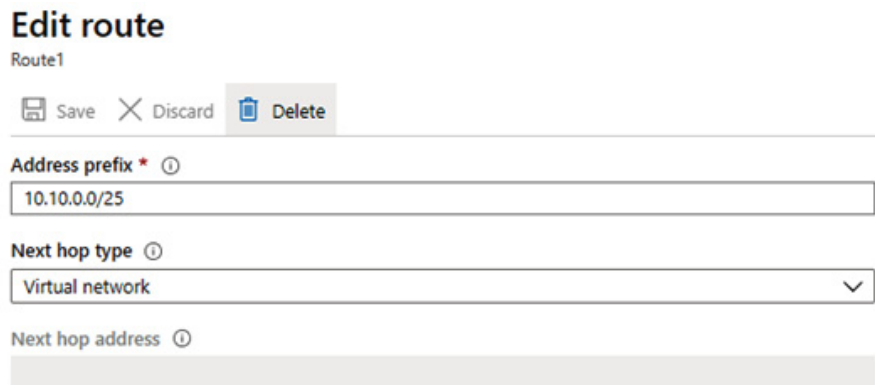 Edit route
Route1
Save Discard Delete
Address prefix *
10.10.0.0/25
Next hop type
Virtual network
Next hop address